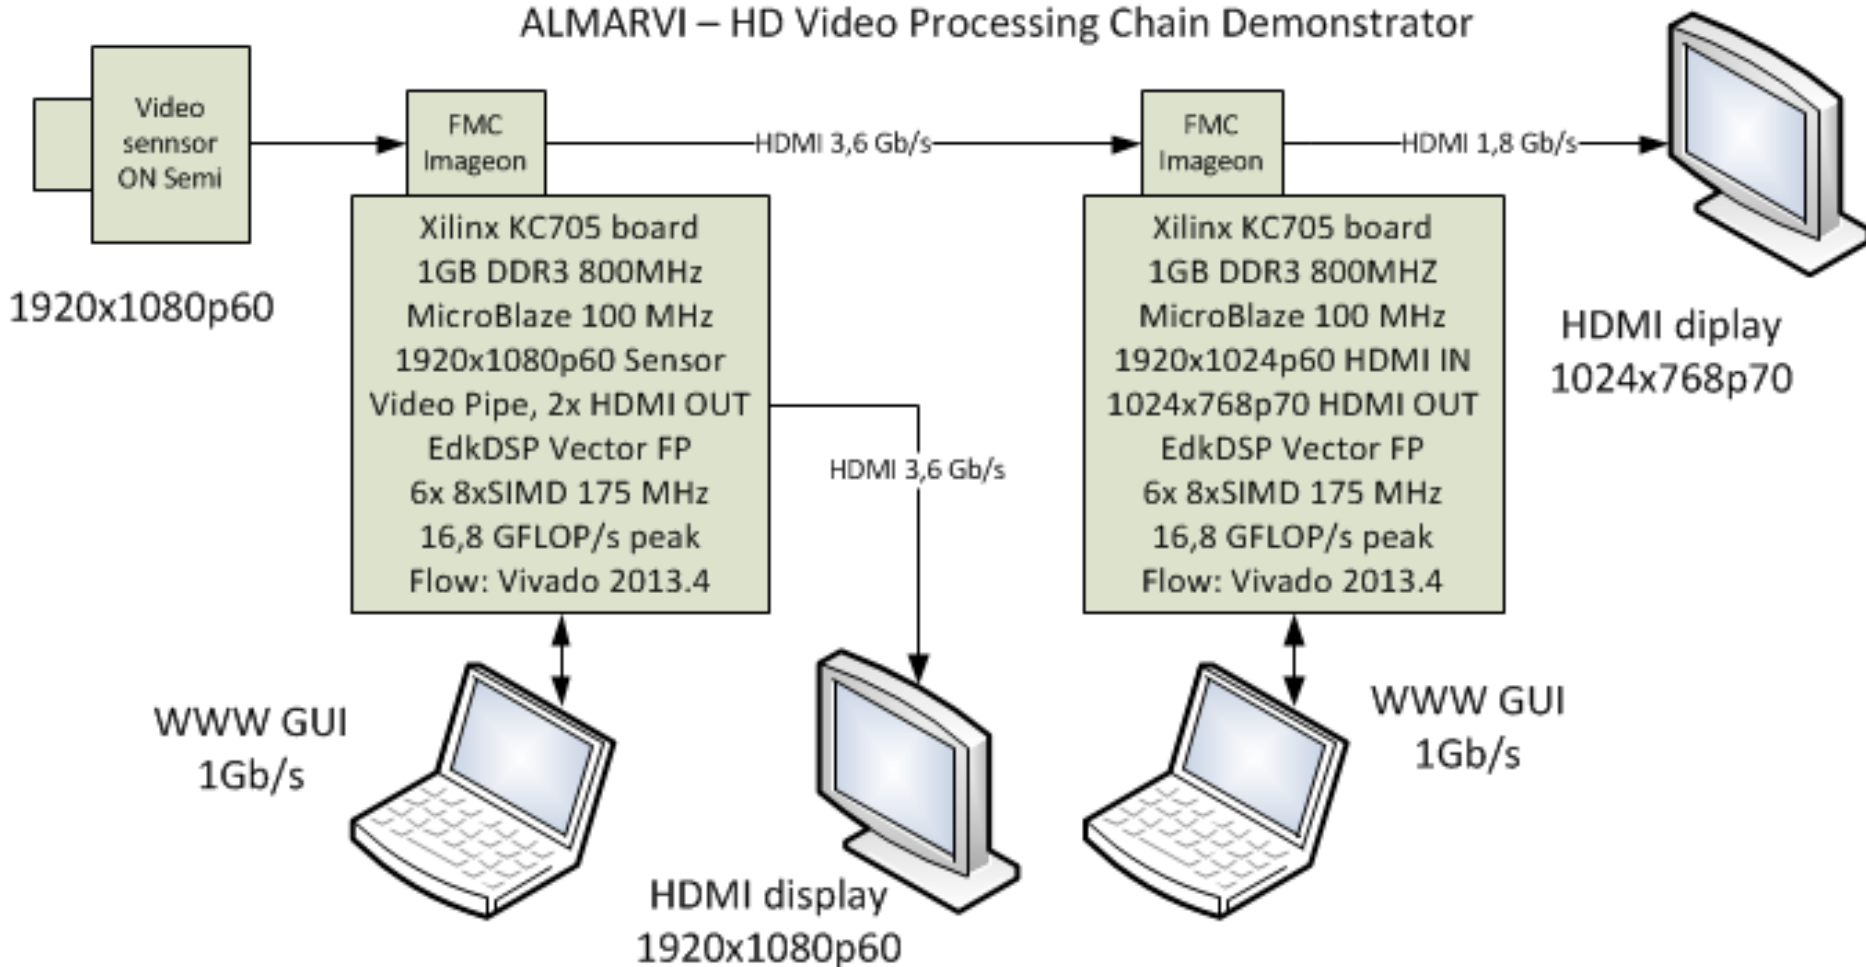 ALMARVI – HD Video Processing Chain Demonstrator
Video
sennsor
ON Semi
1920x1080p60
FMC
Imageon
HDMI 3,6 Gb/s
FMC
Imageon
HDMI 1,8 Gb/s
HDMI diplay
1024x768p70
Xilinx KC705 board
1GB DDR3 800MHz
MicroBlaze 100 MHz
1920x1080p60 Sensor
Video Pipe, 2x HDMI OUT
EdkDSP Vector FP
6x 8xSIMD 175 MHz
16,8 GFLOP/s peak
Flow: Vivado 2013.4
HDMI 3,6 Gb/s
Xilinx KC705 board
1GB DDR3 800MHZ
MicroBlaze 100 MHz
1920x1024p60 HDMI IN
1024x768p70 HDMI OUT
EdkDSP Vector FP
6x 8xSIMD 175 MHz
16,8 GFLOP/s peak
Flow: Vivado 2013.4
WWW GUI
1Gb/s
HDMI display
1920x1080p60
WWW GUI
1Gb/s